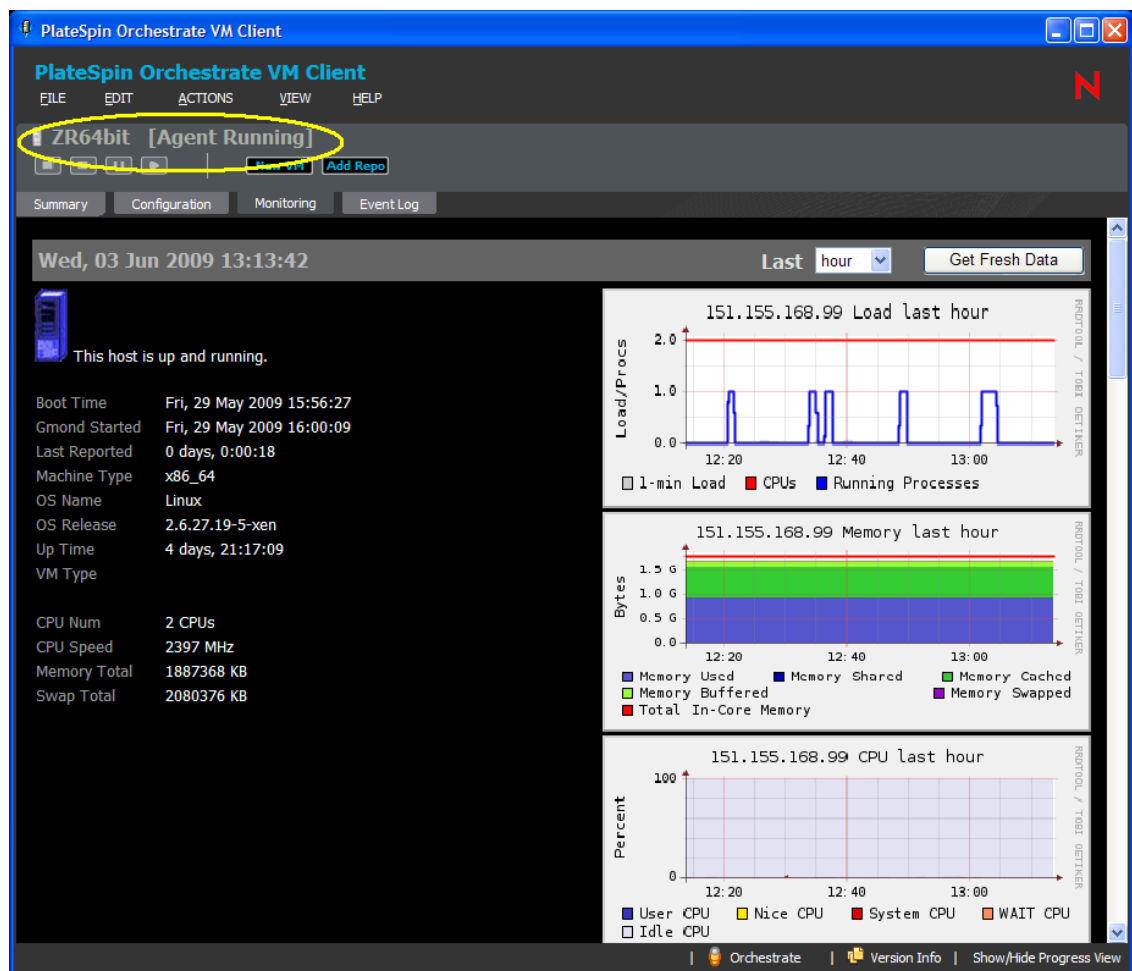 PlateSpin Orchestrate VM Client
PlateSpin Orchestrate VM Client
FILE EDIT ACTIONS VIEW HELP
N
ZR64bit [Agent Running]
New VM Add Repo
Summary Configuration Monitoring Event Log
Wed, 03 Jun 2009 13:13:42 Last hour Get Fresh Data
This host is up and running.
Boot Time Fri, 29 May 2009 15:56:27
Gmond Started Fri, 29 May 2009 16:00:09
Last Reported 0 days, 0:00:18
Machine Type x86_64
OS Name Linux
OS Release 2.6.27.19-5-xen
Up Time 4 days, 21:17:09
VM Type
CPU Num 2 CPUs
CPU Speed 2397 MHz
Memory Total 1887368 KB
Swap Total 2080376 KB
151.155.168.99 Load last hour
RRDTOOL / TOBI OETIKER
Load/Procs
2.0
1.0
0.0
12:20 12:40 13:00
1-min Load CPUs Running Processes
151.155.168.99 Memory last hour
RRDTOOL / TOBI OETIKER
Bytes
1.5 G
1.0 G
0.5 G
0.0
12:20 12:40 13:00
Memory Used Memory Shared Memory Cached
Memory Buffered Memory Swapped
Total In-Core Memory
151.155.168.99 CPU last hour
RRDTOOL / TOBI OETIKER
Percent
100
0
12:20 12:40 13:00
User CPU Nice CPU System CPU WAIT CPU
Idle CPU
| Orchestrate | Version Info | Show/Hide Progress View